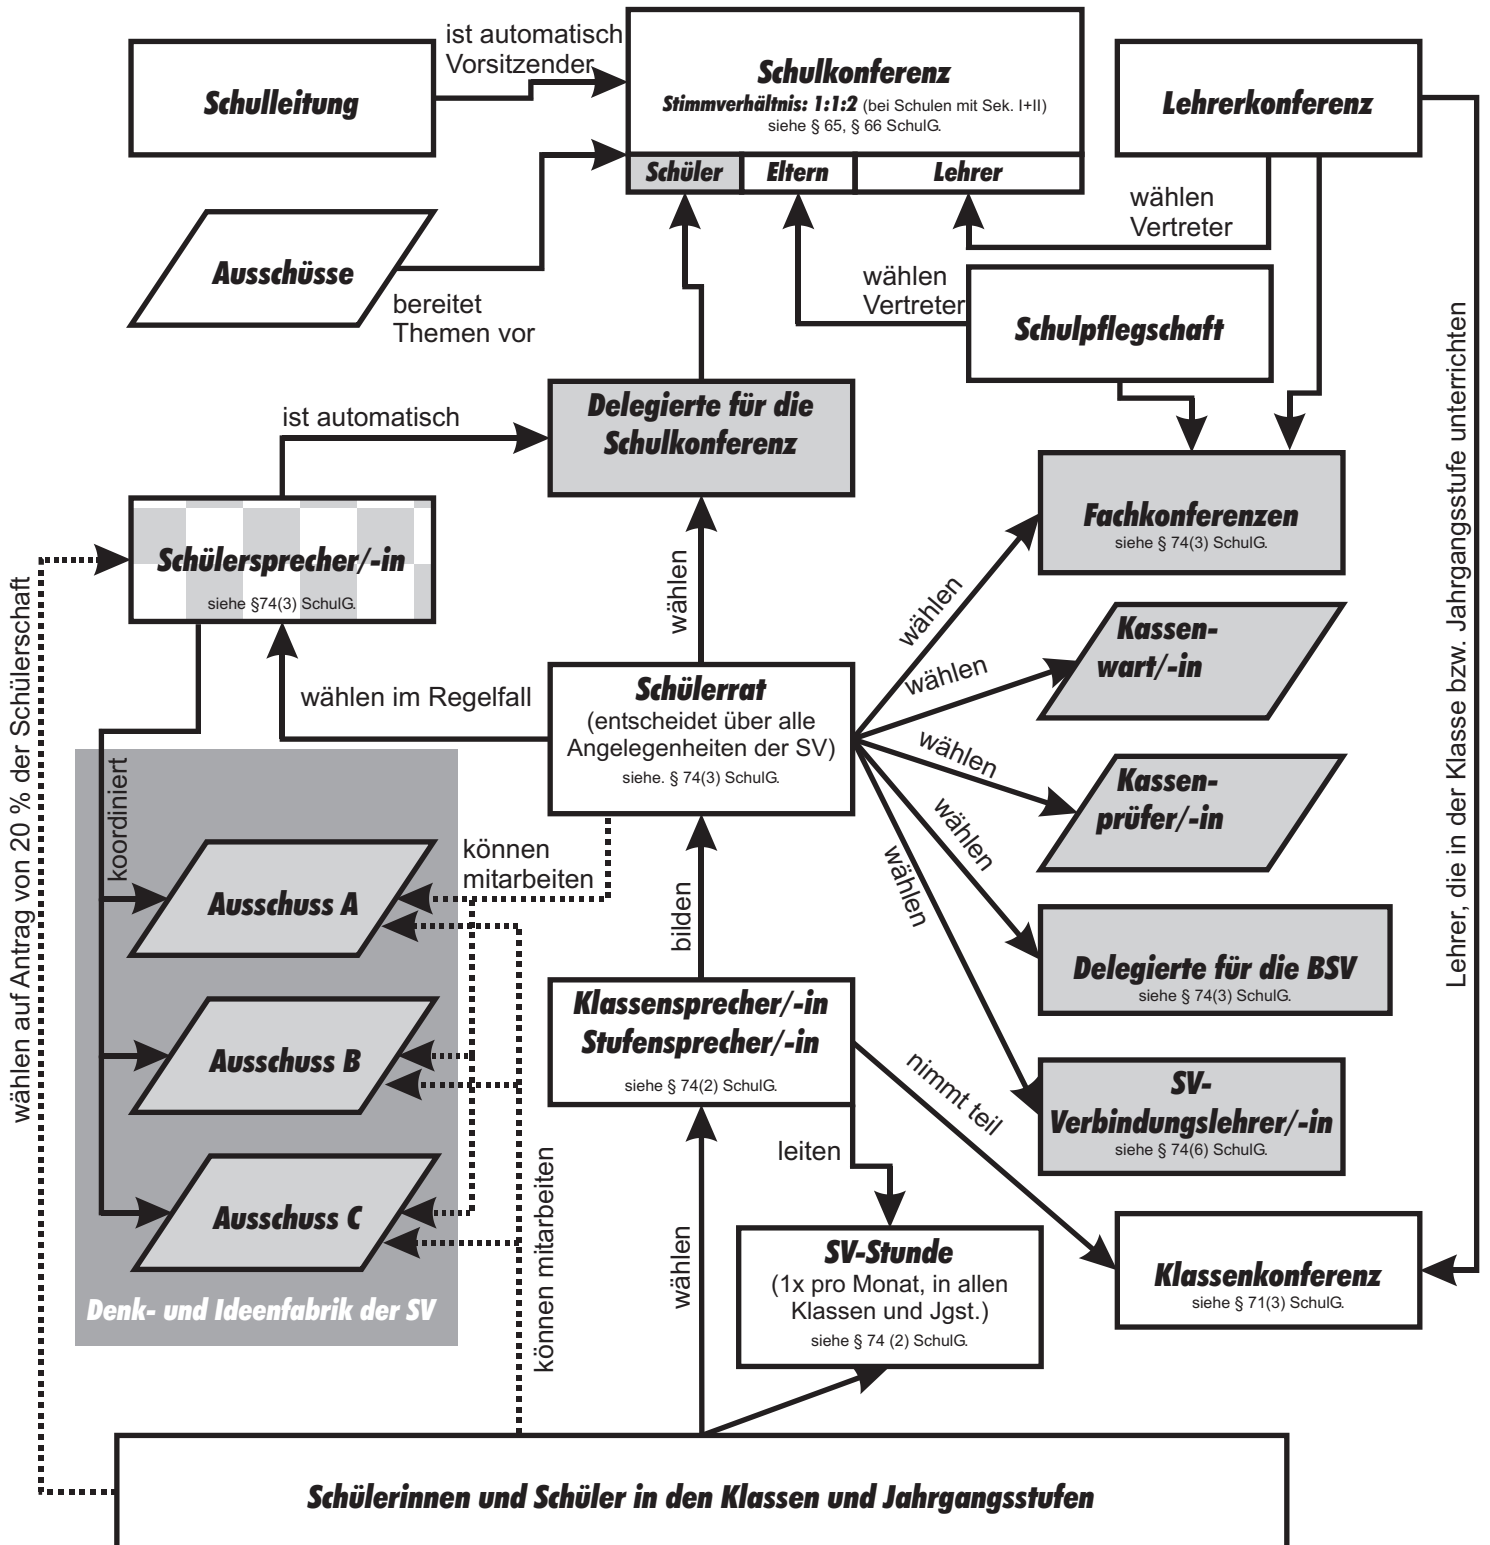 ist automatisch
Vorsitzender
Schulleitung
Schulkonferenz
Stimmverhältnis: 1:1:2 (bei Schulen mit Sek. I+II)
siehe § 65, § 66 SchulG.
Schüler
Eltern
Lehrer
Lehrerkonferenz
wählen
Vertreter
Ausschüsse
bereitet
Themen vor
wählen
Vertreter
Schulpflegschaft
Lehrer, die in der Klasse bzw. Jahrgangsstufe unterrichten
ist automatisch
Delegierte für die
Schulkonferenz
Schülersprecher/-in
siehe §74(3) SchulG.
wählen auf Antrag von 20 % der Schülerschaft
wählen
Fachkonferenzen
siehe § 74(3) SchulG.
wählen
Kassen-
wart/-in
wählen
wählen im Regelfall
Schülerrat
(entscheidet über alle
Angelegenheiten der SV)
siehe. § 74(3) SchulG.
wählen
Kassen-
prüfer/-in
wählen
wählen
koordiniert
können
mitarbeiten
Ausschuss A
bilden
Delegierte für die BSV
siehe § 74(3) SchulG.
Ausschuss B
Klassensprecher/-in
Stufensprecher/-in
siehe § 74(2) SchulG.
nimmt teil
SV-
Verbindungslehrer/-in
siehe § 74(6) SchulG.
leiten
Ausschuss C
können mitarbeiten
wählen
SV-Stunde
(1x pro Monat, in allen
Klassen und Jgst.)
siehe § 74 (2) SchulG.
Klassenkonferenz
siehe § 71(3) SchulG.
Denk- und Ideenfabrik der SV
Schülerinnen und Schüler in den Klassen und Jahrgangsstufen